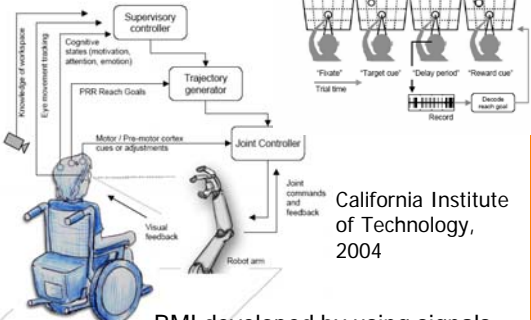 Supervisory
controller
Knowledge of workspace
Eye movement tracking
Cognitive
states (motivation,
attention, emotion)
PRR Reach Goals
Trajectory
generator
Motor / Pre-motor cortex
cues or adjustments
Joint Controller
Joint
commands
and
feedback
Visual
feedback
Robot arm
"Fixate"
"Target cue"
"Delay period"
"Reward cue"
Trial time
Record
Decode
reach goal
California Institute
of Technology,
2004
BMI developed by using signals